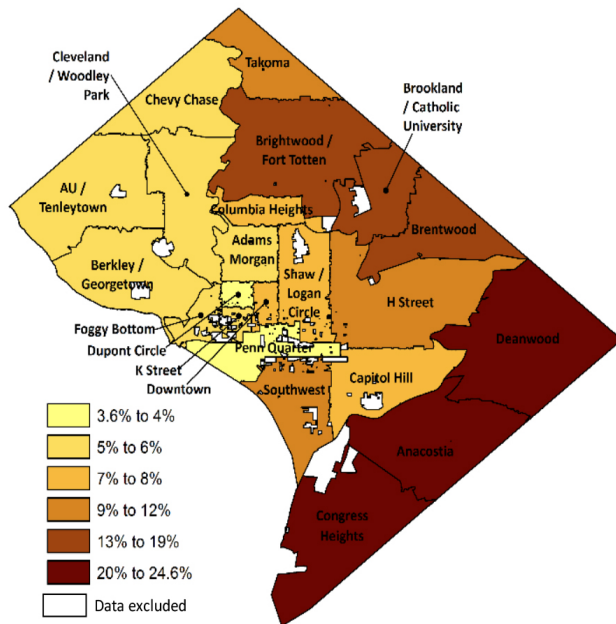 Cleveland
/ Woodley
Park
Takoma
Chevy Chase
Brookland
/ Catholic
University
Brightwood /
Fort Totten
AU /
Tenleytown
Columbia Heights
Brentwood
Adams
Morgan
Berkley /
Georgetown
Shaw /
Logan
Circle
H Street
Foggy Bottom
Dupont Circle
K Street
Downtown
Penn Quarter
Deanwood
Southwest
Capitol Hill
Anacostia
Congress
Heights
3.6% to 4%
5% to 6%
7% to 8%
9% to 12%
13% to 19%
20% to 24.6%
Data excluded